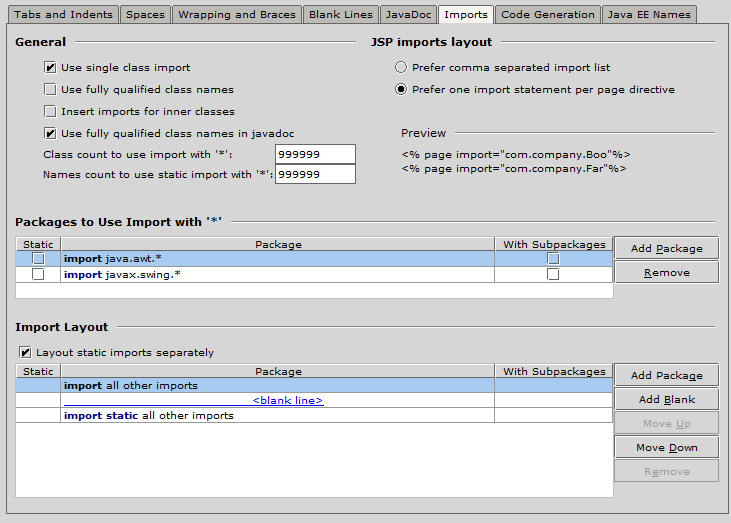 Tabs and Indents Spaces Wrapping and Braces Blank Lines JavaDoc Imports Code Generation Java EE Names
General
Use single class import
Use fully qualified class names
Insert imports for inner classes
Use fully qualified class names in javadoc
Class count to use import with '*': 999999
Names count to use static import with '*': 999999
JSP imports layout
Prefer comma separated import list
Prefer one import statement per page directive
Preview
<% page import="com.company.Boo"%>
<% page import="com.company.Far"%>
Packages to Use Import with '*'
Static Package With Subpackages
import java.awt.*
import javax.swing.*
Add Package
Remove
Import Layout
Layout static imports separately
Static Package With Subpackages
import all other imports
<blank line>
import static all other imports
Add Package
Add Blank
Move Up
Move Down
Remove